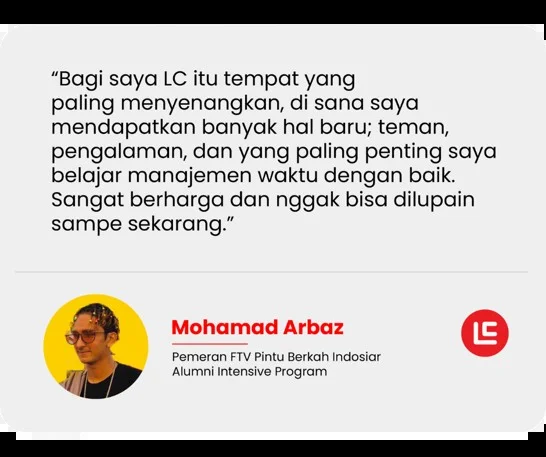 “Bagi saya LC itu tempat yang
paling menyenangkan, di sana saya
mendapatkan banyak hal baru; teman,
pengalaman, dan yang paling penting saya
belajar manajemen waktu dengan baik.
Sangat berharga dan nggak bisa dilupain
sampe sekarang.”
Mohamad Arbaz
Pemeran FTV Pintu Berkah Indosiar
Alumni Intensive Program
LC